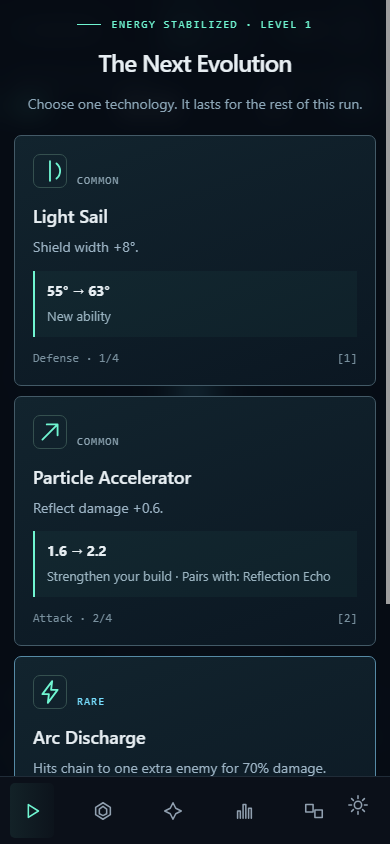 ENERGY STABILIZED · LEVEL 1
The Next Evolution
Choose one technology. It lasts for the rest of this run.
COMMON
Light Sail
Shield width +8°.
55° → 63°
New ability
Defense · 1/4 [1]
COMMON
Particle Accelerator
Reflect damage +0.6.
1.6 → 2.2
Strengthen your build · Pairs with: Reflection Echo
Attack · 2/4 [2]
RARE
Arc Discharge
Hits chain to one extra enemy for 70% damage.